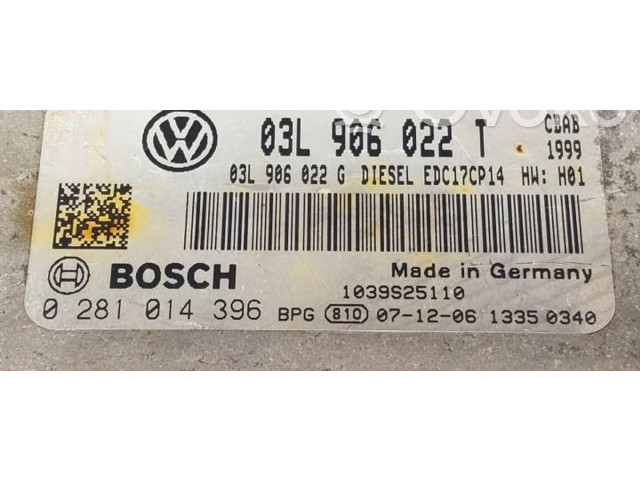 03L 906 022 T CBAB
1999
03L 906 022 G DIESEL EDC17CP14 HW: H01
BOSCH
Made in Germany
1039S25110
0 281 014 396 BPG 810 07-12-06 1335 0340